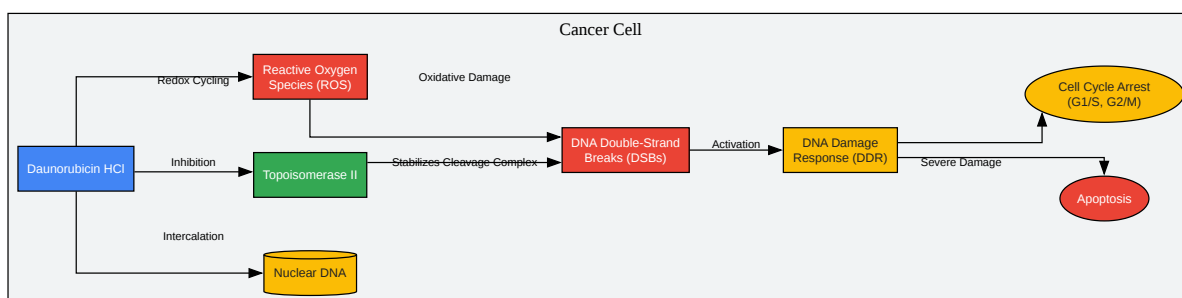 Cancer Cell
Reactive Oxygen
Species (ROS)
Redox Cycling
Oxidative Damage
Cell Cycle Arrest
(G1/S, G2/M)
DNA Double-Strand
Breaks (DSBs)
Activation
DNA Damage
Response (DDR)
Daunorubicin HCl
Inhibition
Topoisomerase II
Stabilizes Cleavage Complex
Severe Damage
Apoptosis
Intercalation
Nuclear DNA